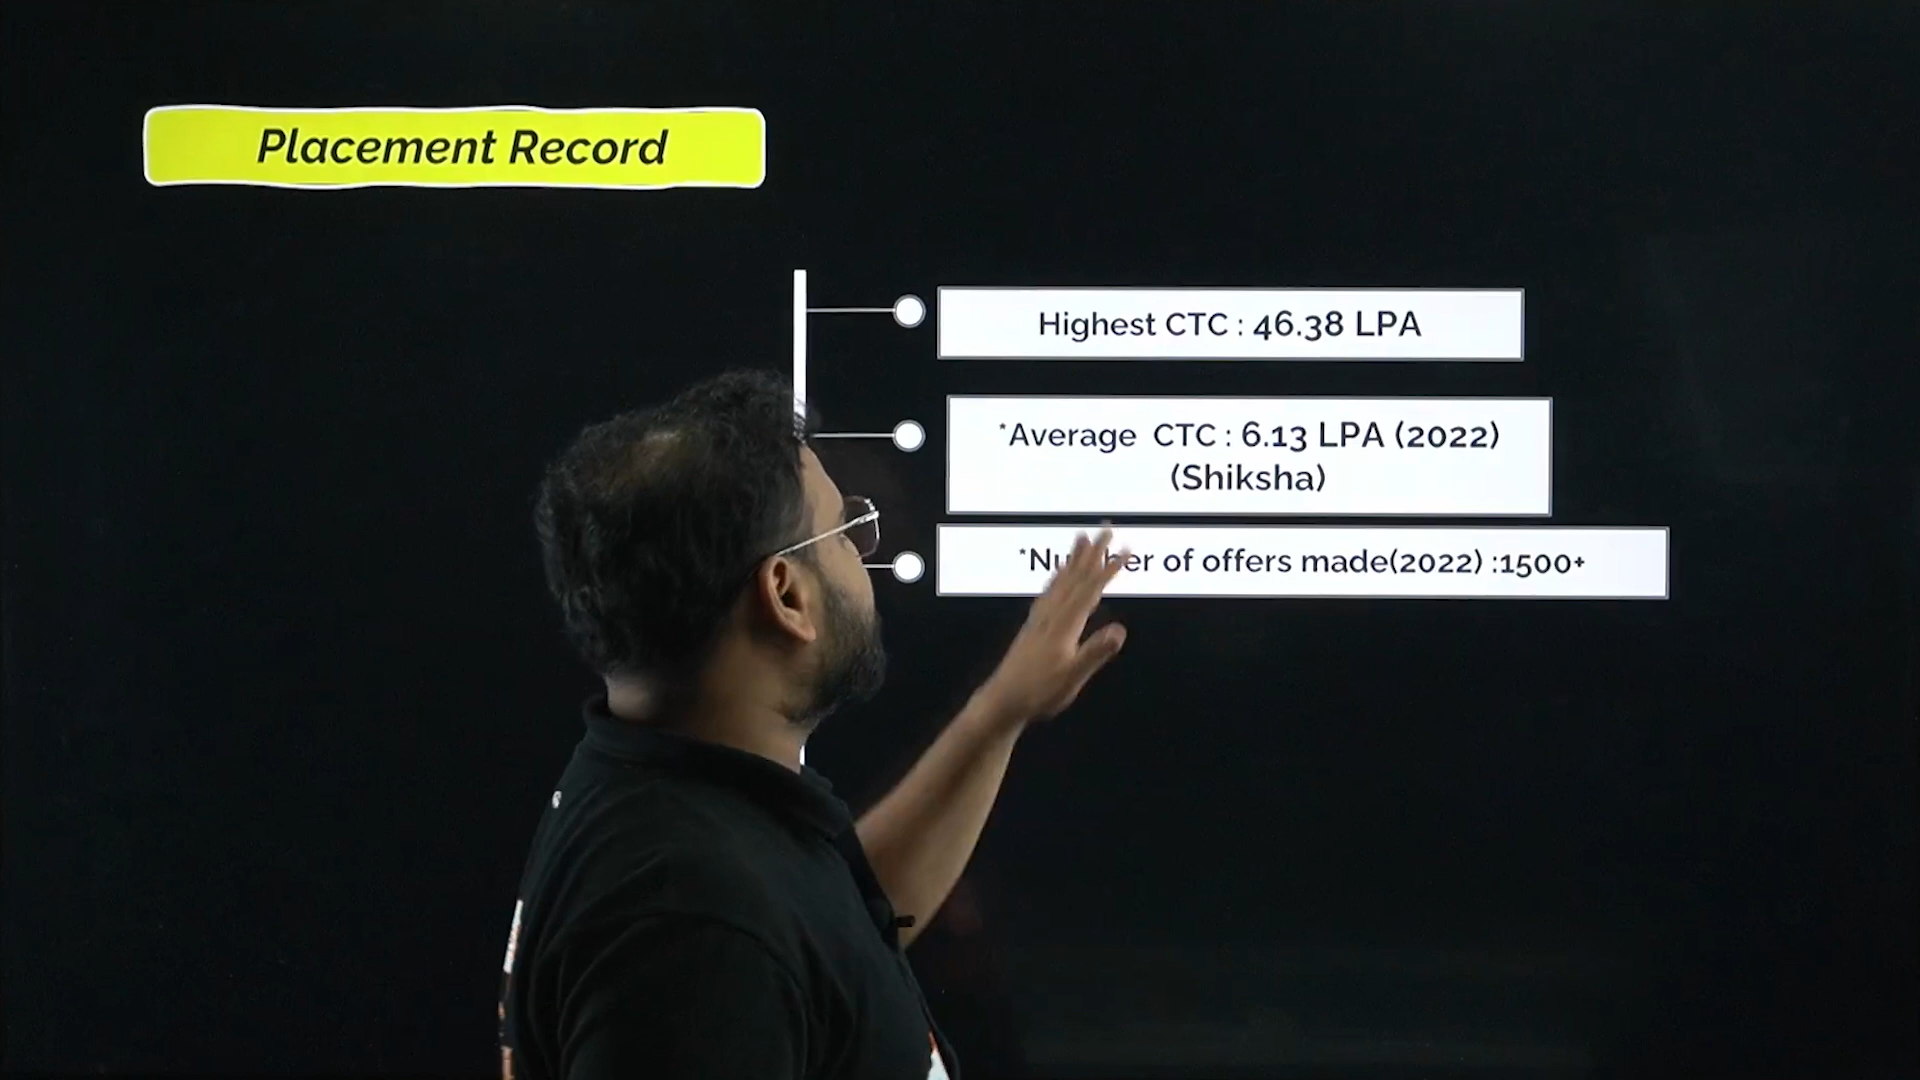 Placement Record
Highest CTC : 46.38 LPA
*Average CTC : 6.13 LPA (2022)
(Shiksha)
*Number of offers made(2022) :1500+